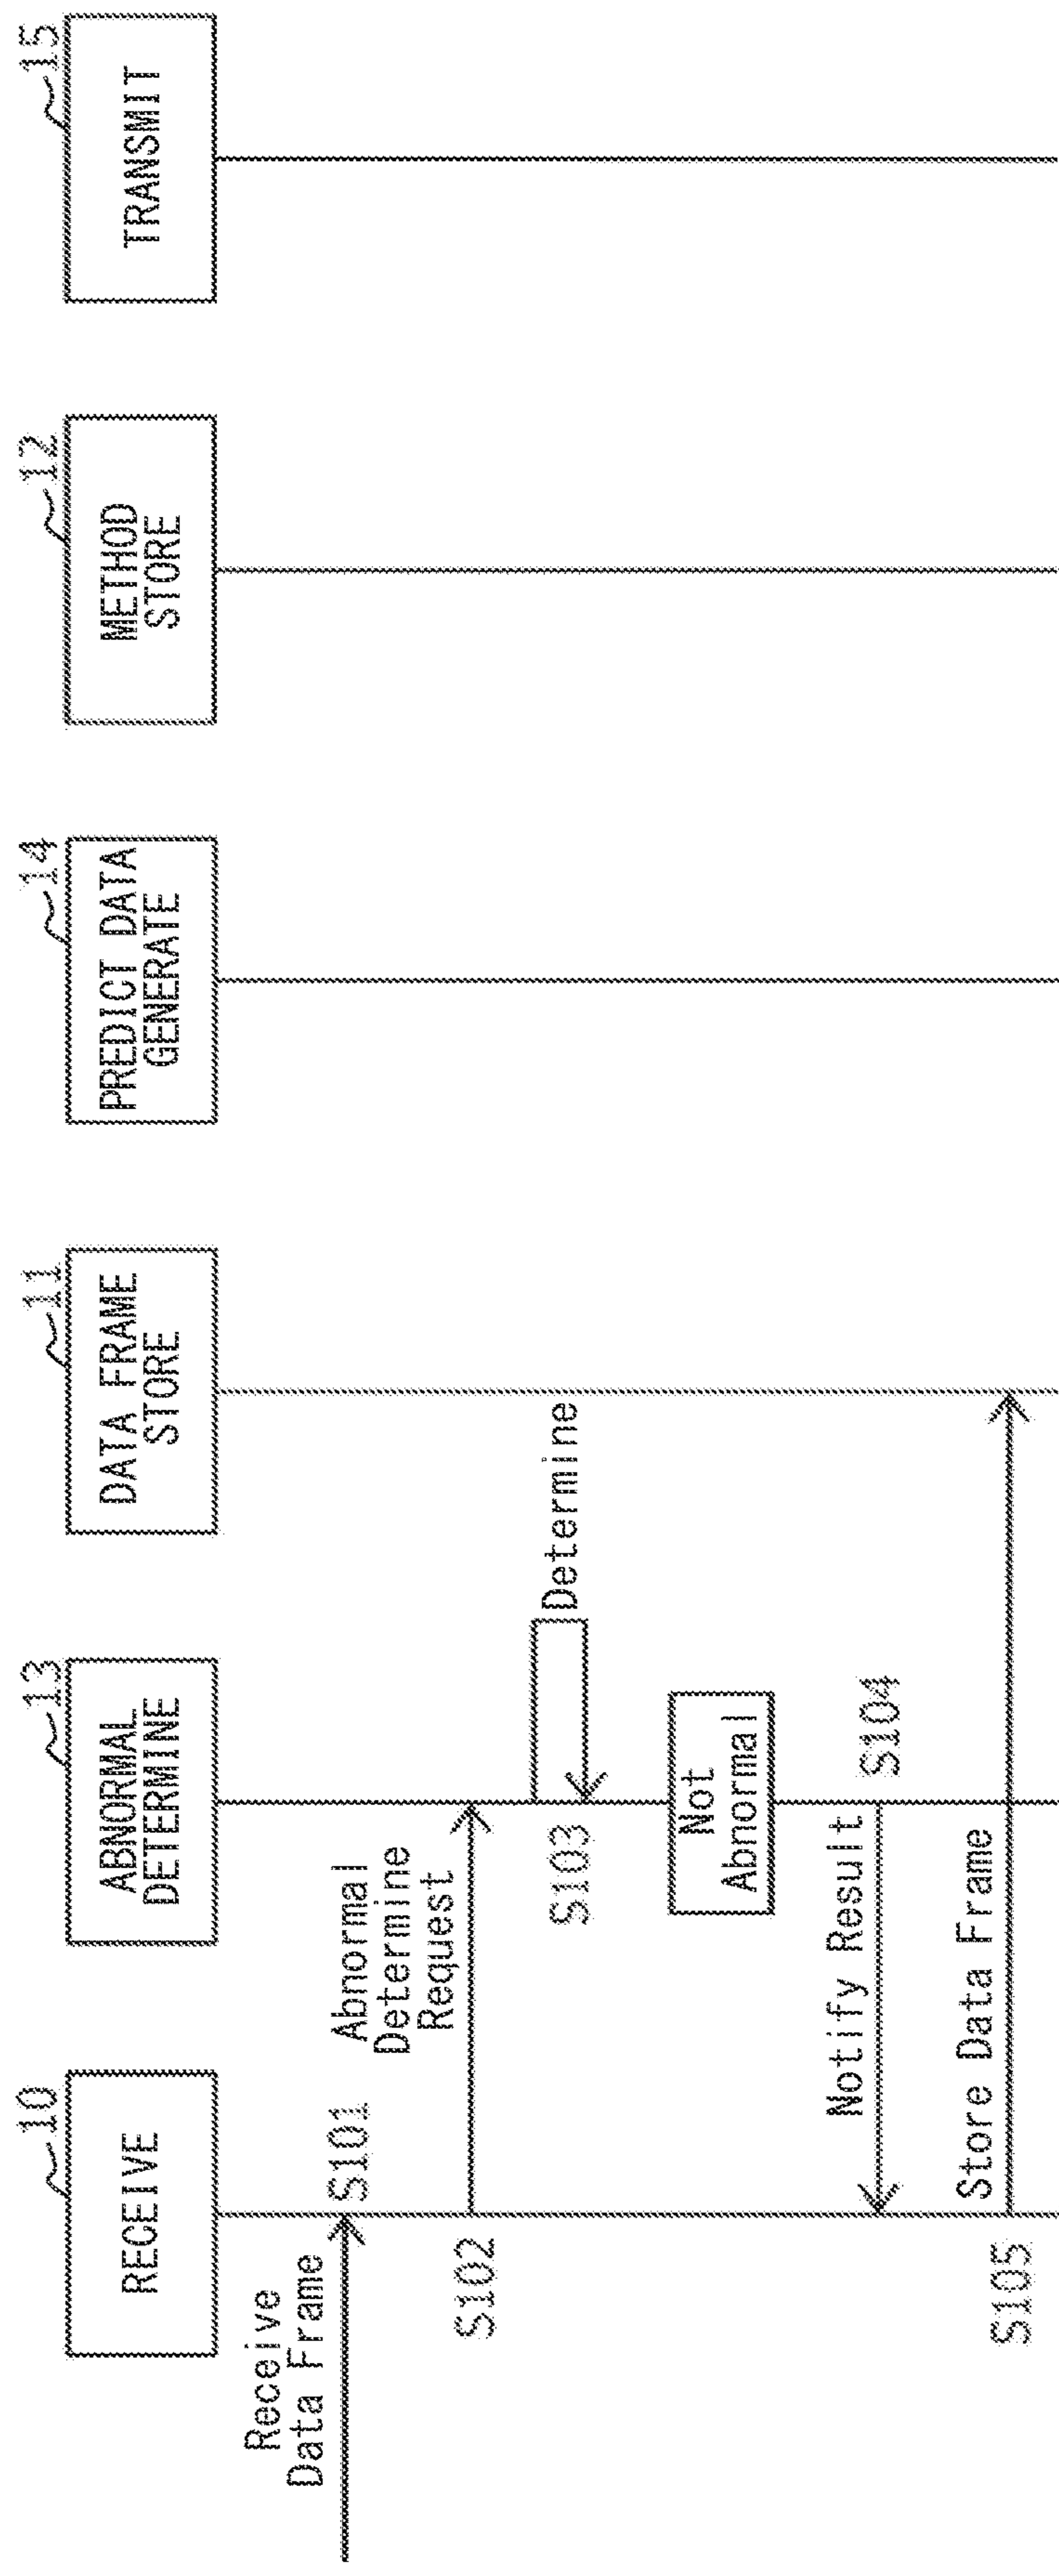 10
RECEIVE
13
ABNORMAL
DETERMINE
11
DATA FRAME
STORE
14
PREDICT DATA
GENERATE
12
METHOD
STORE
15
TRANSMIT
Receive
Data Frame
S101
S102
Abnormal
Determine
Request
S103
Determine
Not
Abnormal
Notify Result
S104
S105
Store Data Frame